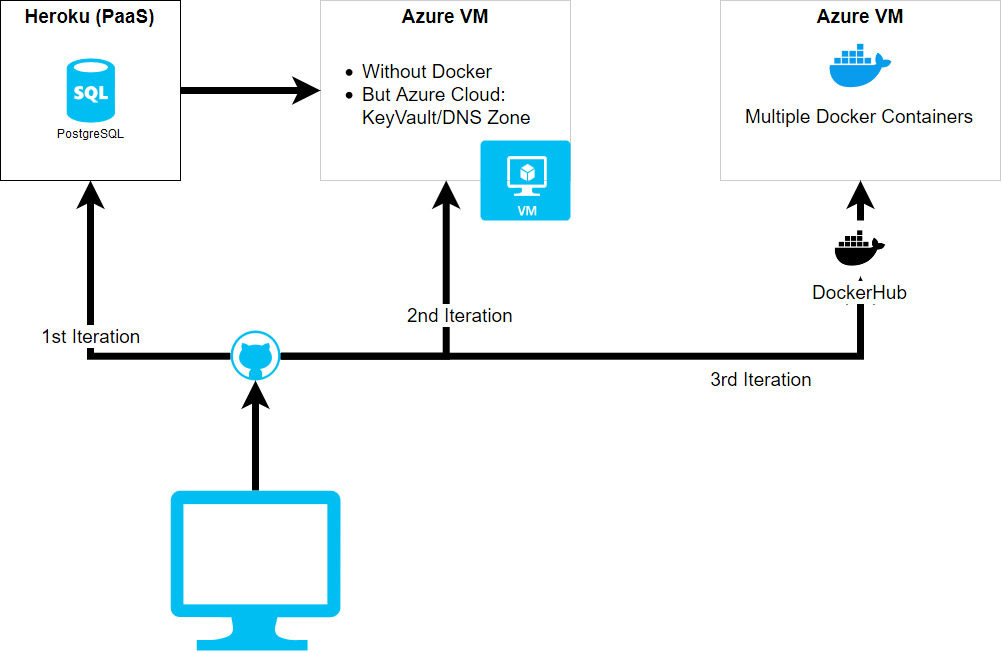 Heroku (PaaS)
SQL
PostgreSQL
Azure VM
Without Docker
But Azure Cloud:
KeyVault/DNS Zone
VM
Azure VM
Multiple Docker Containers
DockerHub
1st Iteration
2nd Iteration
3rd Iteration